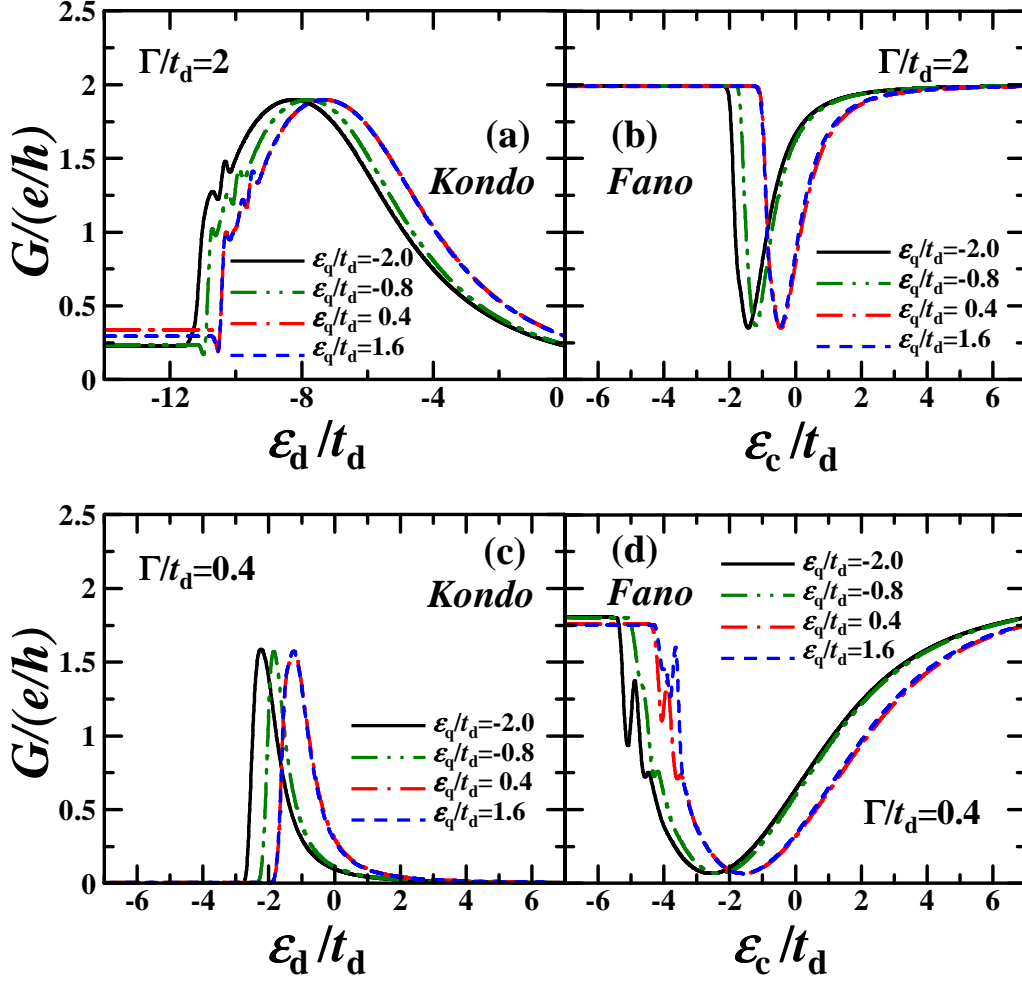 Γ/t_d=2
(a)
Kondo
ε_q/t_d=-2.0
ε_q/t_d=-0.8
ε_q/t_d= 0.4
ε_q/t_d=1.6
G/(e/h)
2.5
2
1.5
1
0.5
0
-12 -8 -4 0
ε_d/t_d
Γ/t_d=2
(b)
Fano
ε_q/t_d=-2.0
ε_q/t_d=-0.8
ε_q/t_d= 0.4
ε_q/t_d=1.6
-6 -4 -2 0 2 4 6
ε_c/t_d
Γ/t_d=0.4
(c)
Kondo
ε_q/t_d=-2.0
ε_q/t_d=-0.8
ε_q/t_d= 0.4
ε_q/t_d=1.6
G/(e/h)
2.5
2
1.5
1
0.5
0
-6 -4 -2 0 2 4 6
ε_d/t_d
(d)
Fano
ε_q/t_d=-2.0
ε_q/t_d=-0.8
ε_q/t_d= 0.4
ε_q/t_d=1.6
Γ/t_d=0.4
-6 -4 -2 0 2 4 6
ε_c/t_d